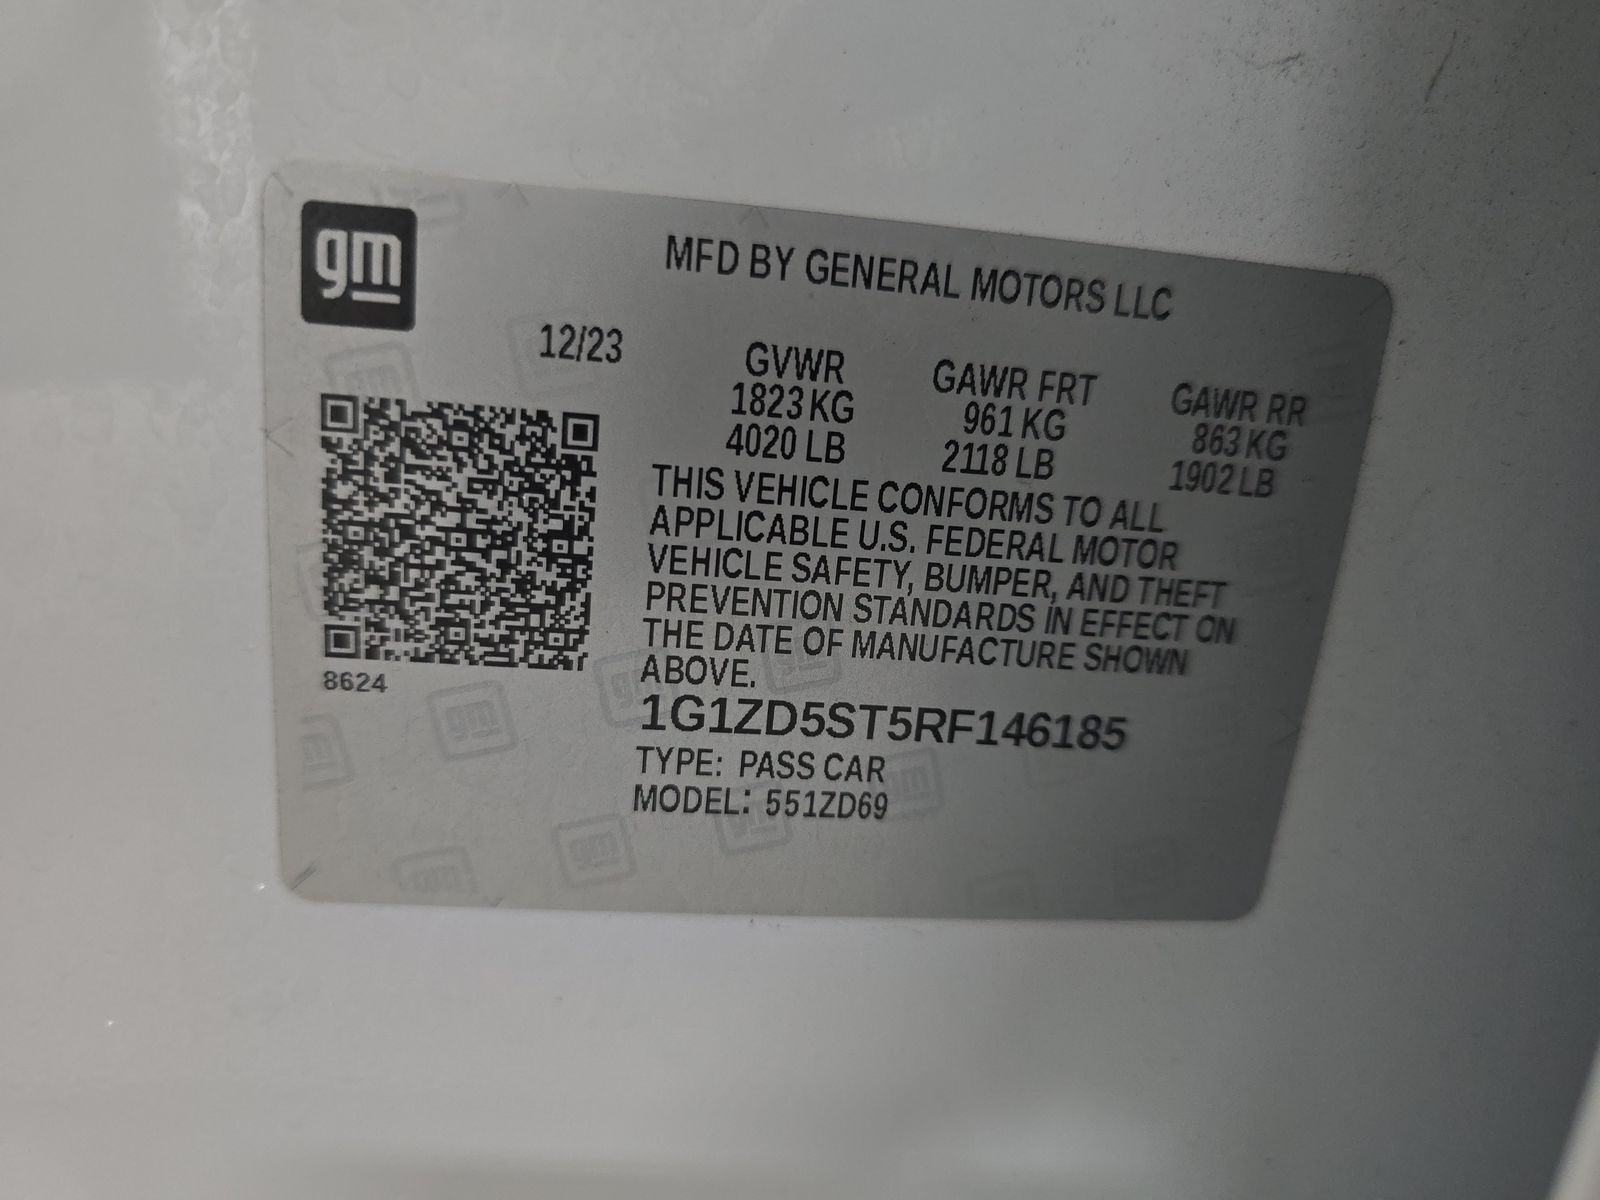 gm
MFD BY GENERAL MOTORS LLC
12/23
GVWR GAWR FRT GAWR RR
1823 KG 961 KG 863 KG
4020 LB 2118 LB 1902 LB
THIS VEHICLE CONFORMS TO ALL
APPLICABLE U.S. FEDERAL MOTOR
VEHICLE SAFETY, BUMPER, AND THEFT
PREVENTION STANDARDS IN EFFECT ON
THE DATE OF MANUFACTURE SHOWN
ABOVE.
8624
1G1ZD5ST5RF146185
TYPE: PASS CAR
MODEL: 551ZD69